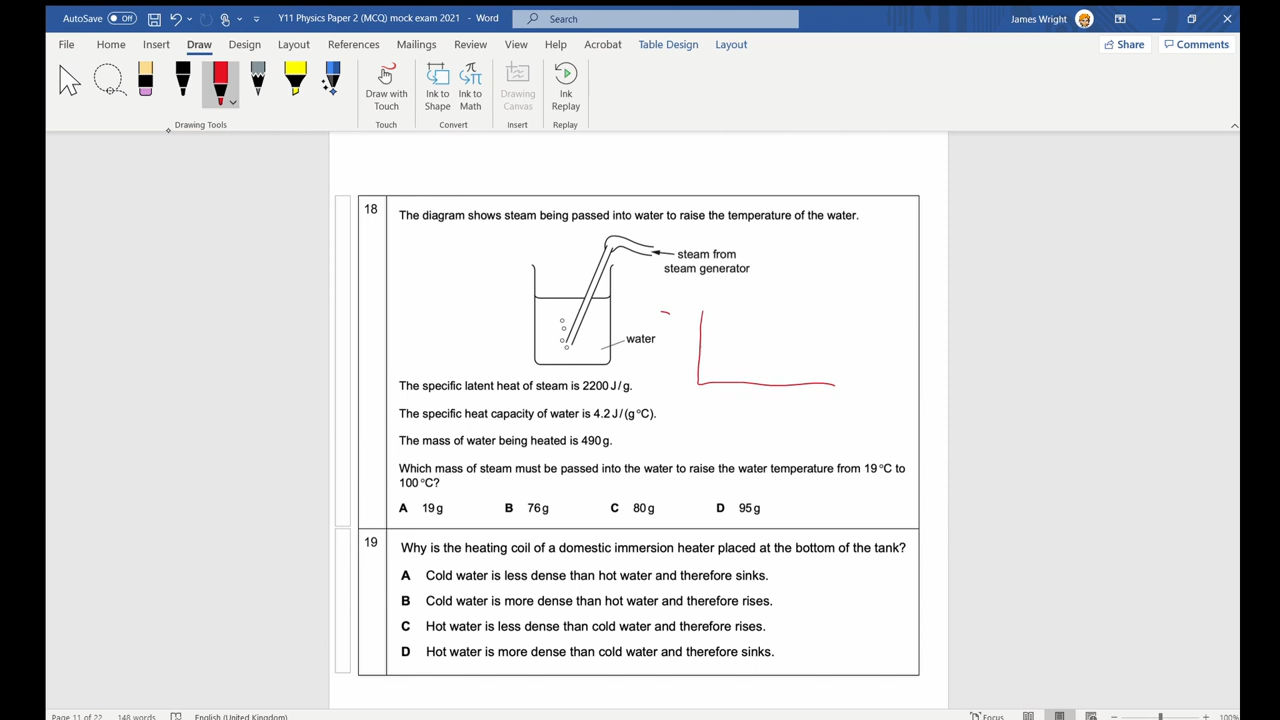 AutoSave Off Y11 Physics Paper 2 (MCQ) mock exam 2021 - Word Search James Wright
File Home Insert Draw Design Layout References Mailings Review View Help Acrobat Table Design Layout Share Comments
Draw with Touch
Ink to Shape
Ink to Math
Drawing Canvas
Ink Replay
Drawing Tools Touch Convert Insert Replay
18 The diagram shows steam being passed into water to raise the temperature of the water.
steam from
steam generator
water
The specific latent heat of steam is 2200 J / g.
The specific heat capacity of water is 4.2 J / (g °C).
The mass of water being heated is 490 g.
Which mass of steam must be passed into the water to raise the water temperature from 19 °C to
100 °C?
A 19 g B 76 g C 80 g D 95 g
19 Why is the heating coil of a domestic immersion heater placed at the bottom of the tank?
A Cold water is less dense than hot water and therefore sinks.
B Cold water is more dense than hot water and therefore rises.
C Hot water is less dense than cold water and therefore rises.
D Hot water is more dense than cold water and therefore sinks.
Page 11 of 22 148 words English (United Kingdom) Focus 100%